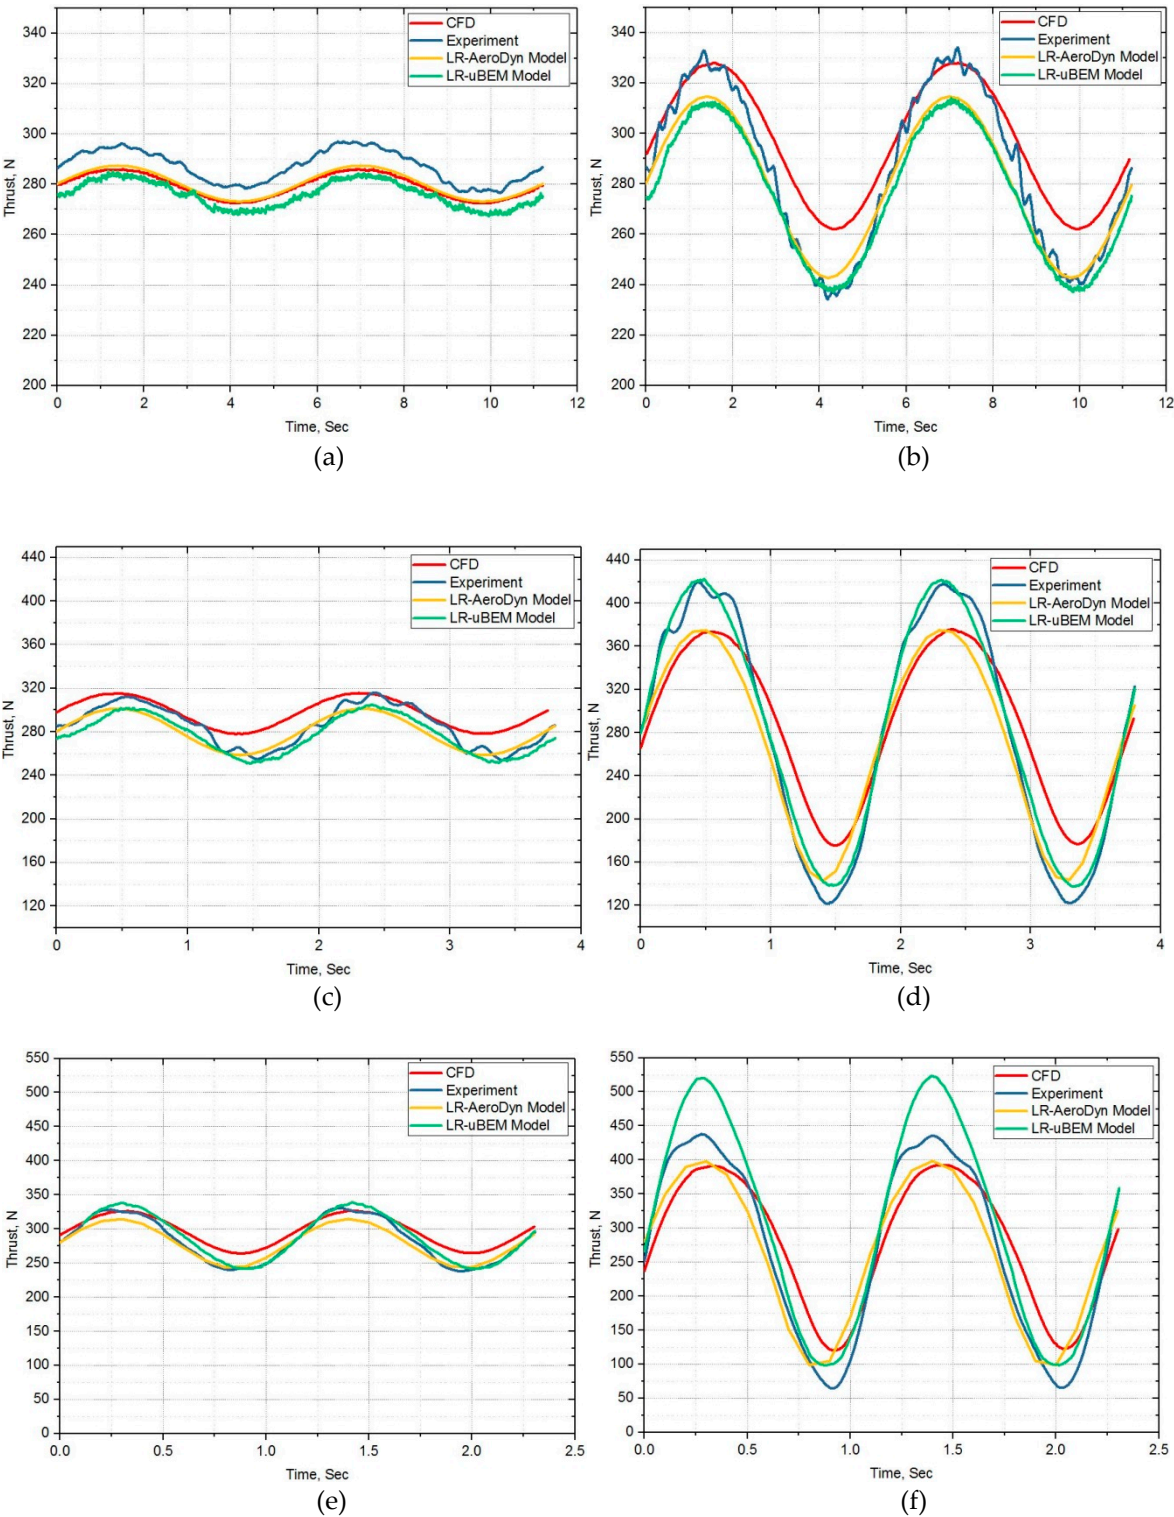 CFD
Experiment
LR-AeroDyn Model
LR-uBEM Model
Thrust, N
340
320
300
280
260
240
220
200
0 2 4 6 8 10 12
Time, Sec
(a)
CFD
Experiment
LR-AeroDyn Model
LR-uBEM Model
Thrust, N
340
320
300
280
260
240
220
200
0 2 4 6 8 10 12
Time, Sec
(b)
CFD
Experiment
LR-AeroDyn Model
LR-uBEM Model
Thrust, N
440
400
360
320
280
240
200
160
120
0 1 2 3 4
Time, Sec
(c)
CFD
Experiment
LR-AeroDyn Model
LR-uBEM Model
Thrust, N
440
400
360
320
280
240
200
160
120
0 1 2 3 4
Time, Sec
(d)
CFD
Experiment
LR-AeroDyn Model
LR-uBEM Model
Thrust, N
550
500
450
400
350
300
250
200
150
100
50
0
0.0 0.5 1.0 1.5 2.0 2.5
Time, Sec
(e)
CFD
Experiment
LR-AeroDyn Model
LR-uBEM Model
Thrust, N
550
500
450
400
350
300
250
200
150
100
50
0
0.0 0.5 1.0 1.5 2.0 2.5
Time, Sec
(f)